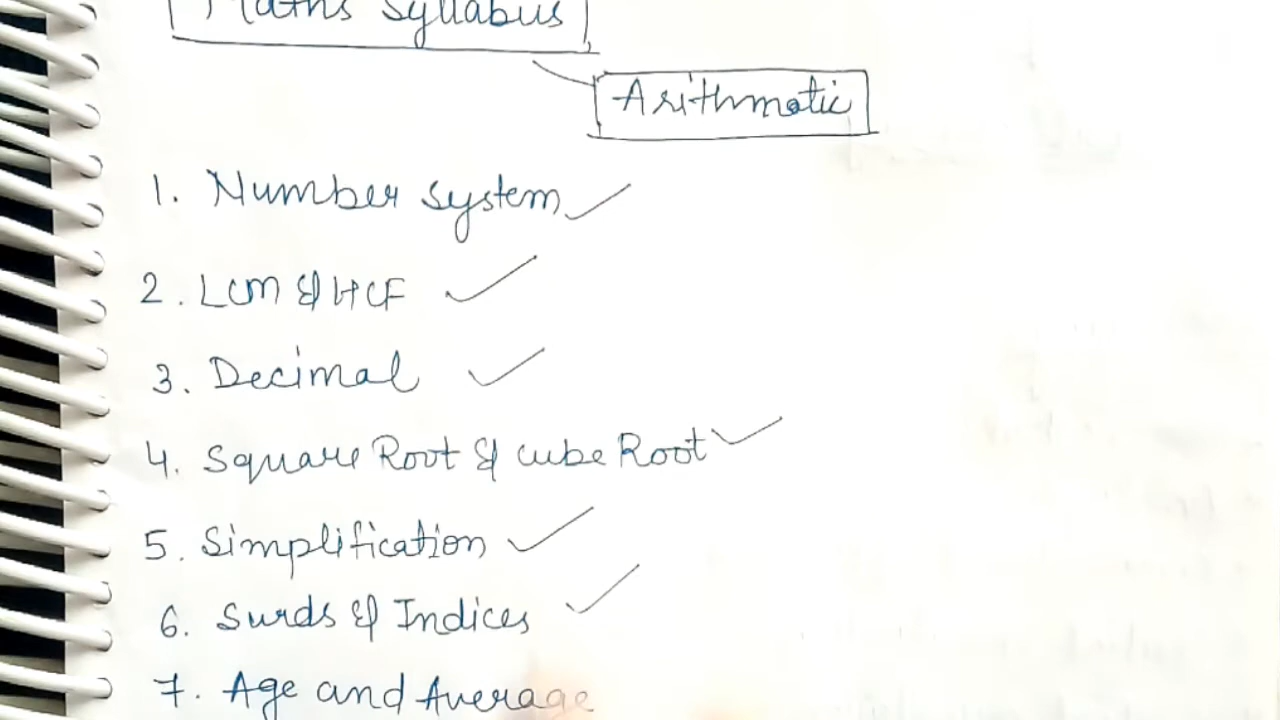 Maths Syllabus
Arithmatic
1. Number system
2. LCM & HCF
3. Decimal
4. Square Root & cube Root
5. Simplification
6. Surds & Indices
7. Age and Average